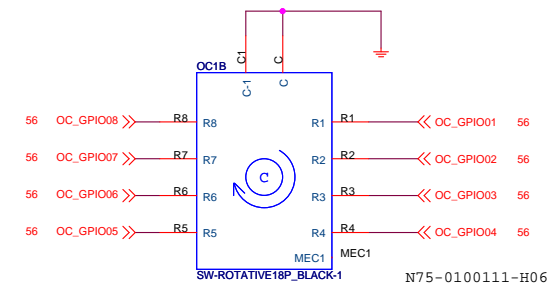 C1
C
OC1B
C-1
C
56 OC_GPIO08 R8 R8 R1 R1 OC_GPIO01 56
56 OC_GPIO07 R7 R7 R2 R2 OC_GPIO02 56
C
56 OC_GPIO06 R6 R6 R3 R3 OC_GPIO03 56
56 OC_GPIO05 R5 R5 R4 R4 OC_GPIO04 56
MEC1 MEC1
SW-ROTATIVE18P_BLACK-1
N75-0100111-H06